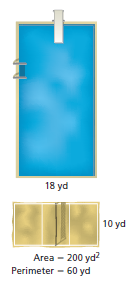 18 yd
10 yd
Area – 200 yd²
Perimeter – 60 yd